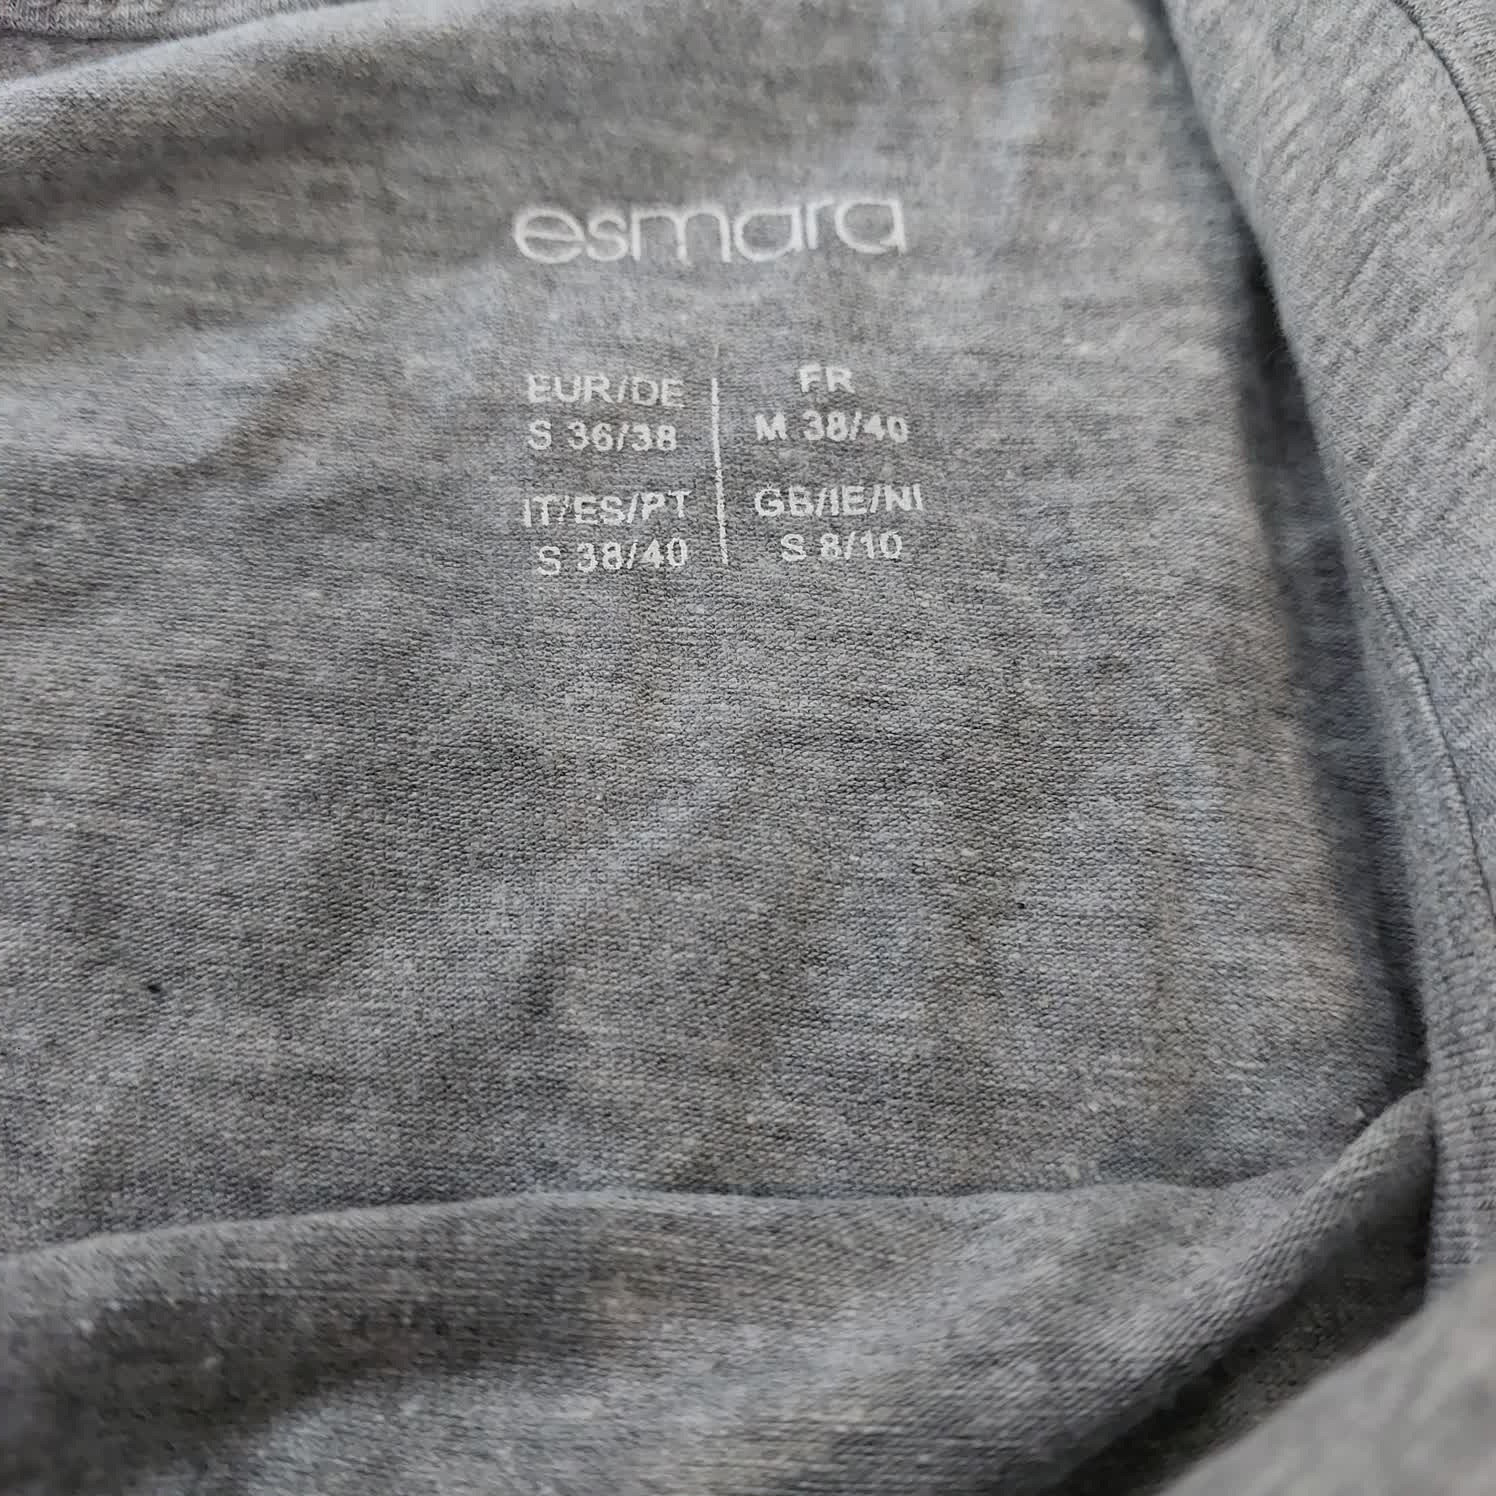 esmara
EUR/DE
S 36/38
FR
M 38/40
IT/ES/PT
S 38/40
GB/IE/NI
S 8/10